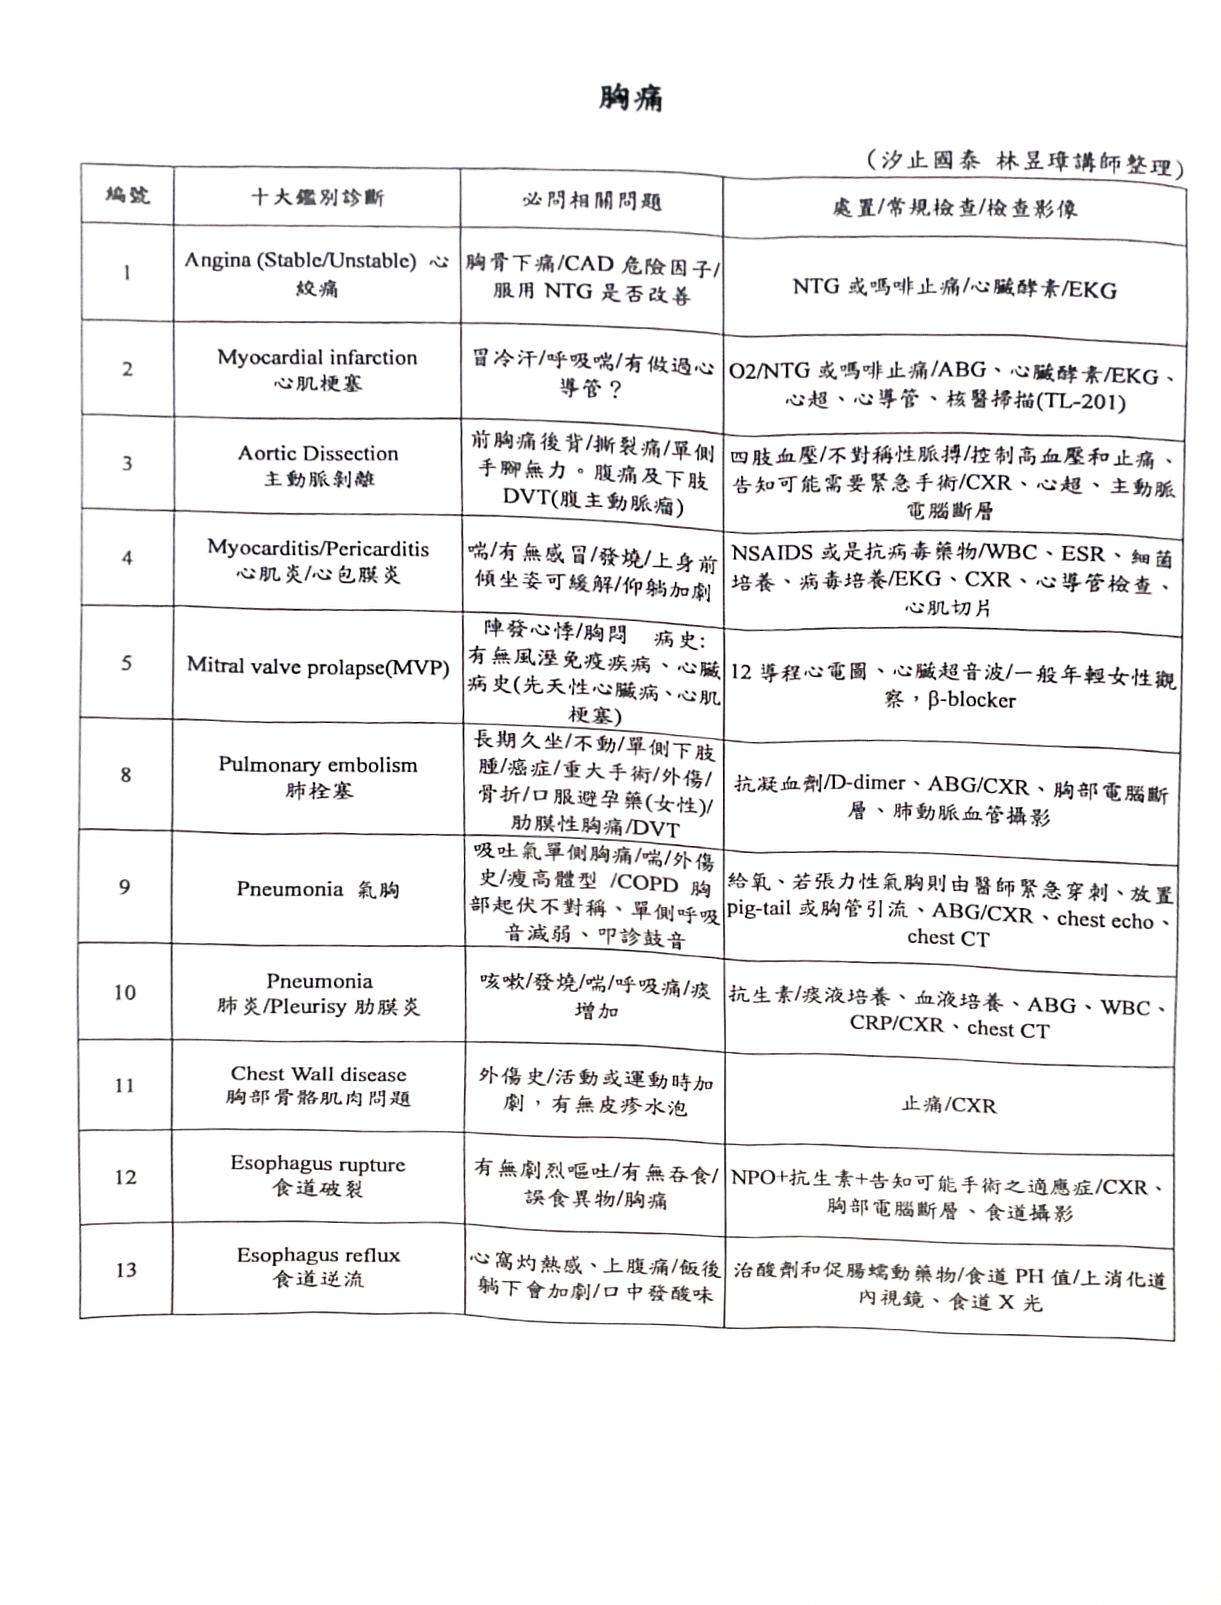 胸痛
(汐止國泰 林昱璋講師整理)
編號 十大鑑別診斷 必問相關問題 處置/常規檢查/檢查影像
1
Angina (Stable/Unstable) 心
絞痛
胸骨下痛/CAD 危險因子/
服用 NTG 是否改善
NTG 或嗎啡止痛/心臟酵素/EKG
2
Myocardial infarction
心肌梗塞
冒冷汗/呼吸喘/有做過心
導管？
O2/NTG 或嗎啡止痛/ABG、心臟酵素/EKG、
心超、心導管、核醫掃描(TL-201)
3
Aortic Dissection
主動脈剝離
前胸痛後背/撕裂痛/單側
手腳無力。腹痛及下肢
DVT(腹主動脈瘤)
四肢血壓/不對稱性脈搏/控制高血壓和止痛、
告知可能需要緊急手術/CXR、心超、主動脈
電腦斷層
4
Myocarditis/Pericarditis
心肌炎/心包膜炎
喘/有無感冒/發燒/上身前
傾坐姿可緩解/仰躺加劇
NSAIDS 或是抗病毒藥物/WBC、ESR、細菌
培養、病毒培養/EKG、CXR、心導管檢查、
心肌切片
5
Mitral valve prolapse(MVP)
陣發心悸/胸悶 病史:
有無風溼免疫疾病、心臟
病史(先天性心臟病、心肌
梗塞)
12 導程心電圖、心臟超音波/一般年輕女性觀
察，β-blocker
8
Pulmonary embolism
肺栓塞
長期久坐/不動/單側下肢
腫/癌症/重大手術/外傷/
骨折/口服避孕藥(女性)/
肋膜性胸痛/DVT
抗凝血劑/D-dimer、ABG/CXR、胸部電腦斷
層、肺動脈血管攝影
9
Pneumonia 氣胸
吸吐氣單側胸痛/喘/外傷
史/瘦高體型 /COPD 胸
部起伏不對稱、單側呼吸
音減弱、叩診鼓音
給氧、若張力性氣胸則由醫師緊急穿刺、放置
pig-tail 或胸管引流、ABG/CXR、chest echo、
chest CT
10
Pneumonia
肺炎/Pleurisy 肋膜炎
咳嗽/發燒/喘/呼吸痛/痰
增加
抗生素/痰液培養、血液培養、ABG、WBC、
CRP/CXR、chest CT
11
Chest Wall disease
胸部骨骼肌肉問題
外傷史/活動或運動時加
劇，有無皮疹水泡
止痛/CXR
12
Esophagus rupture
食道破裂
有無劇烈嘔吐/有無吞食/
誤食異物/胸痛
NPO+抗生素+告知可能手術之適應症/CXR、
胸部電腦斷層、食道攝影
13
Esophagus reflux
食道逆流
心窩灼熱感、上腹痛/飯後
躺下會加劇/口中發酸味
治酸劑和促腸蠕動藥物/食道 PH 值/上消化道
內視鏡、食道 X 光